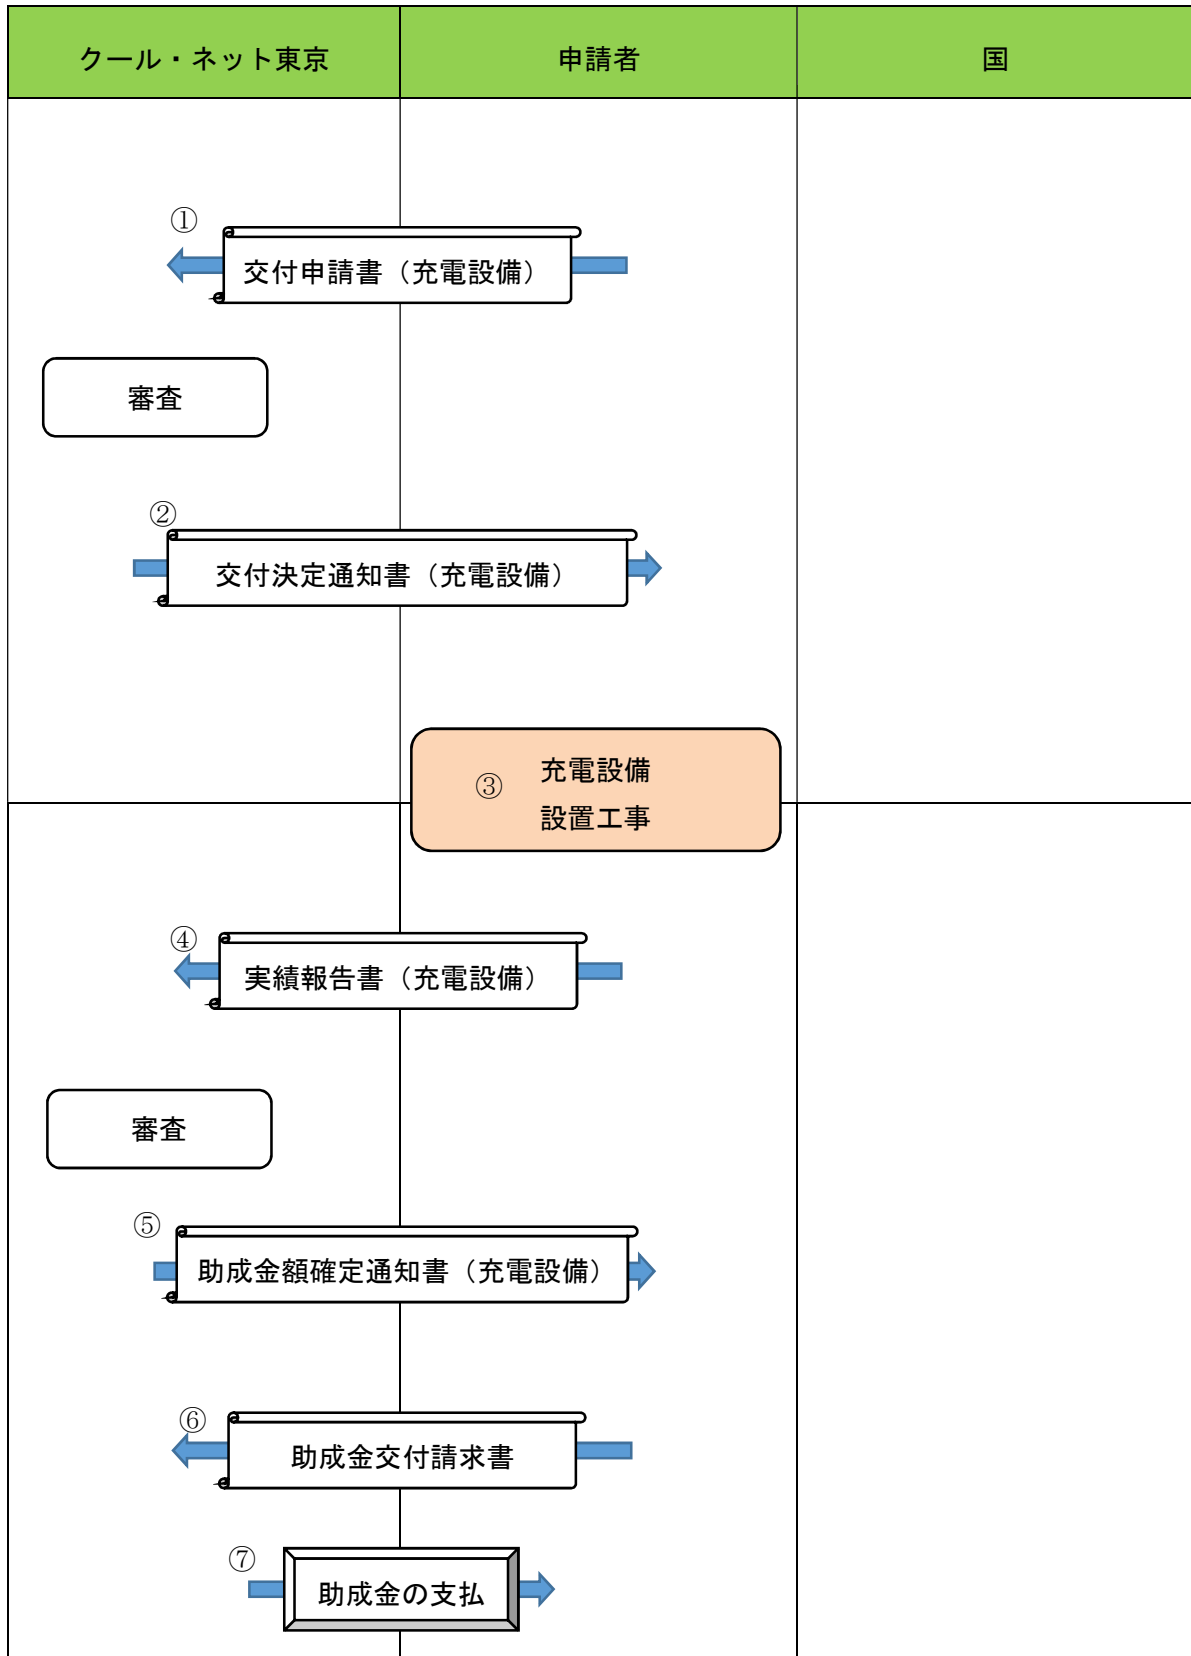 クール・ネット東京
申請者
国
①
交付申請書（充電設備）
審査
②
交付決定通知書（充電設備）
③
充電設備
設置工事
④
実績報告書（充電設備）
審査
⑤
助成金額確定通知書（充電設備）
⑥
助成金交付請求書
⑦
助成金の支払